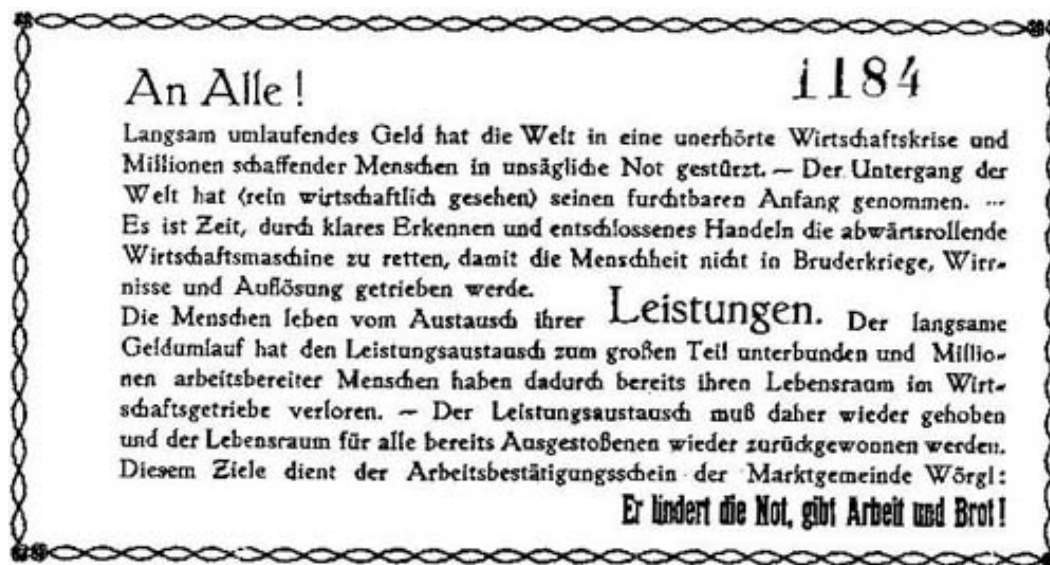 An Alle !
1184
Langsam umlaufendes Geld hat die Welt in eine unerhörte Wirtschaftskrise und
Millionen schaffender Menschen in unsägliche Not gestürzt. — Der Untergang der
Welt hat (rein wirtschaftlich gesehen) seinen furchtbaren Anfang genommen. —
Es ist Zeit, durch klares Erkennen und entschlossenes Handeln die abwärtsrollende
Wirtschaftsmaschine zu retten, damit die Menschheit nicht in Bruderkriege, Wirr-
nisse und Auflösung getrieben werde.
Die Menschen leben vom Austausch ihrer Leistungen. Der langsame
Geldumlauf hat den Leistungsaustausch zum großen Teil unterbunden und Millio-
nen arbeitsbereiter Menschen haben dadurch bereits ihren Lebensraum im Wirt-
schaftsgetriebe verloren. — Der Leistungsaustausch muß daher wieder gehoben
und der Lebensraum für alle bereits Ausgestoßenen wieder zurückgewonnen werden.
Diesem Ziele dient der Arbeitsbestätigungsschein der Marktgemeinde Wörgl:
Er lindert die Not, gibt Arbeit und Brot!